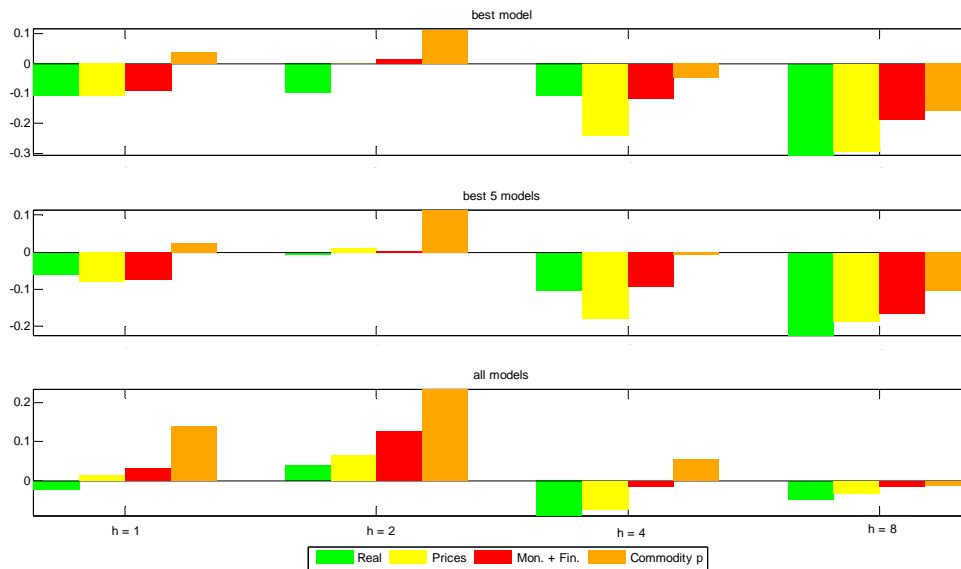 best model
0.1
0
-0.1
-0.2
-0.3
best 5 models
0.1
0
-0.1
-0.2
all models
0.2
0.1
0
h = 1 h = 2 h = 4 h = 8
Real Prices Mon. + Fin. Commodity p